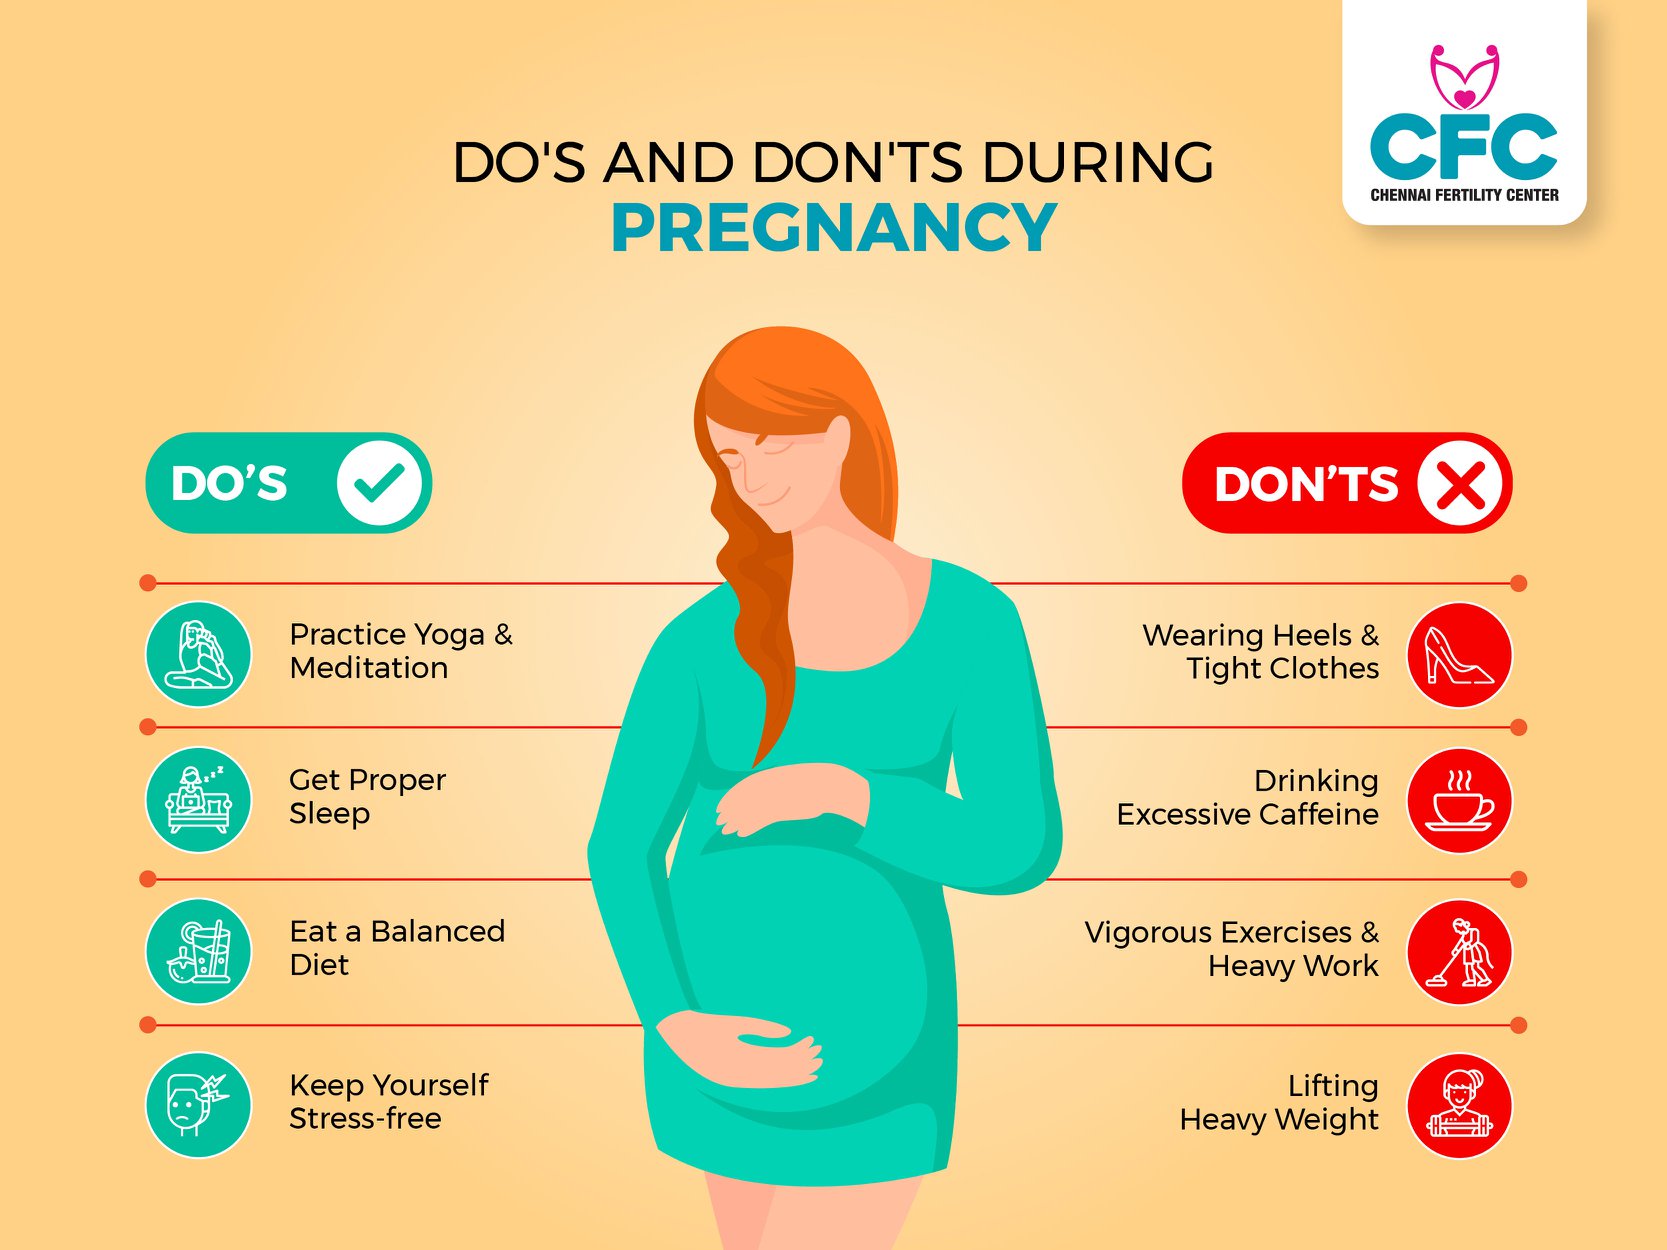 CFC
CHENNAI FERTILITY CENTER
DO'S AND DON'TS DURING
PREGNANCY
DO’S
Practice Yoga &
Meditation
Get Proper
Sleep
Eat a Balanced
Diet
Keep Yourself
Stress-free
DON’TS
Wearing Heels &
Tight Clothes
Drinking
Excessive Caffeine
Vigorous Exercises &
Heavy Work
Lifting
Heavy Weight